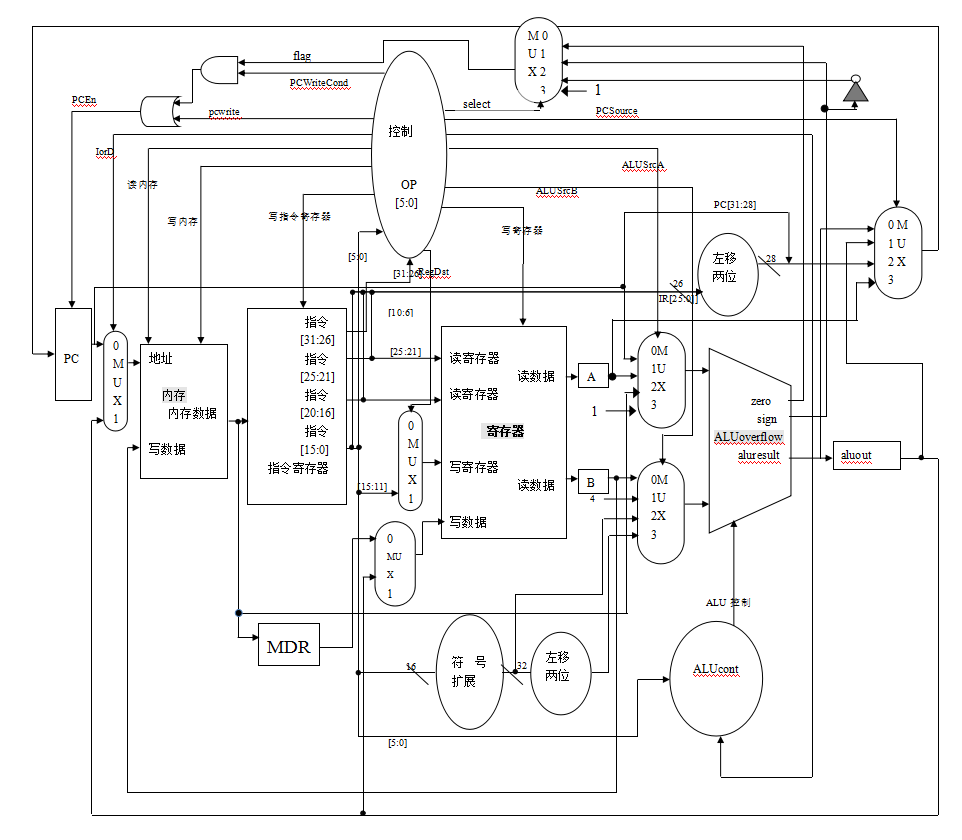 M 0
U 1
X 2
3
flag
PCWriteCond
1
PCEn
select
pcwrite
PCSource
控制
IorD
ALUSrcA
读内存
OP
ALUSrcB
[5:0]
PC[31:28]
写内存
写指令寄存器
写寄存器
0 M
1 U
2 X
3
[5:0]
左移
两位
28
[31:26]
RegDst
26
IR[25:0]]
[10:6]
PC
0
M
U
X
1
地址
内存
内存数据
写数据
指令
[31:26]
指令
[25:21]
指令
[20:16]
指令
[15:0]
指令寄存器
[25:21]
读寄存器
读数据
读寄存器
寄存器
写寄存器
读数据
写数据
A
B
0M
1U
2X
3
1
0
M
U
X
1
4
0M
1U
2X
3
zero
sign
ALUoverflow
aluresult
aluout
[15:11]
0
MU
X
1
ALU 控制
MDR
16
符 号
扩展
32
左移
两位
ALUcont
[5:0]